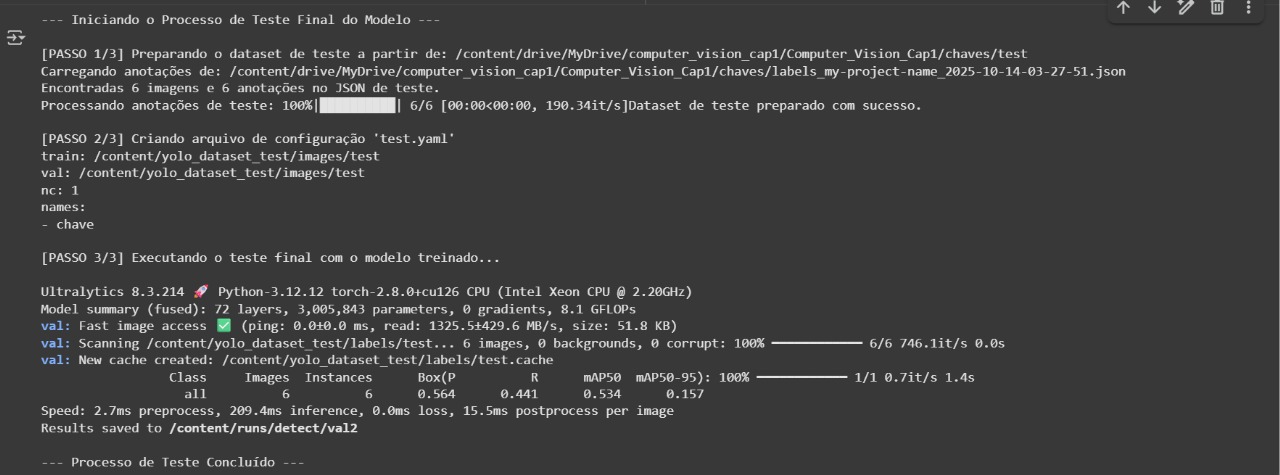 --- Iniciando o Processo de Teste Final do Modelo ---
[PASSO 1/3] Preparando o dataset de teste a partir de: /content/drive/MyDrive/computer_vision_cap1/Computer_Vision_Cap1/chaves/test
Carregando anotações de: /content/drive/MyDrive/computer_vision_cap1/Computer_Vision_Cap1/chaves/labels_my-project-name_2025-10-14-03-27-51.json
Encontradas 6 imagens e 6 anotações no JSON de teste.
Processando anotações de teste: 100%|██████████| 6/6 [00:00<00:00, 190.34it/s]Dataset de teste preparado com sucesso.
[PASSO 2/3] Criando arquivo de configuração 'test.yaml'
train: /content/yolo_dataset_test/images/test
val: /content/yolo_dataset_test/images/test
nc: 1
names:
- chave
[PASSO 3/3] Executando o teste final com o modelo treinado...
Ultralytics 8.3.214 🚀 Python-3.12.12 torch-2.8.0+cu126 CPU (Intel Xeon CPU @ 2.20GHz)
Model summary (fused): 72 layers, 3,005,843 parameters, 0 gradients, 8.1 GFLOPs
val: Fast image access ✅ (ping: 0.0±0.0 ms, read: 1325.5±429.6 MB/s, size: 51.8 KB)
val: Scanning /content/yolo_dataset_test/labels/test... 6 images, 0 backgrounds, 0 corrupt: 100% ━━━━━━━━━━━━ 6/6 746.1it/s 0.0s
val: New cache created: /content/yolo_dataset_test/labels/test.cache
Class Images Instances Box(P R mAP50 mAP50-95): 100% ━━━━━━━━━━━━ 1/1 0.7it/s 1.4s
all 6 6 0.564 0.441 0.534 0.157
Speed: 2.7ms preprocess, 209.4ms inference, 0.0ms loss, 15.5ms postprocess per image
Results saved to /content/runs/detect/val2
--- Processo de Teste Concluído ---